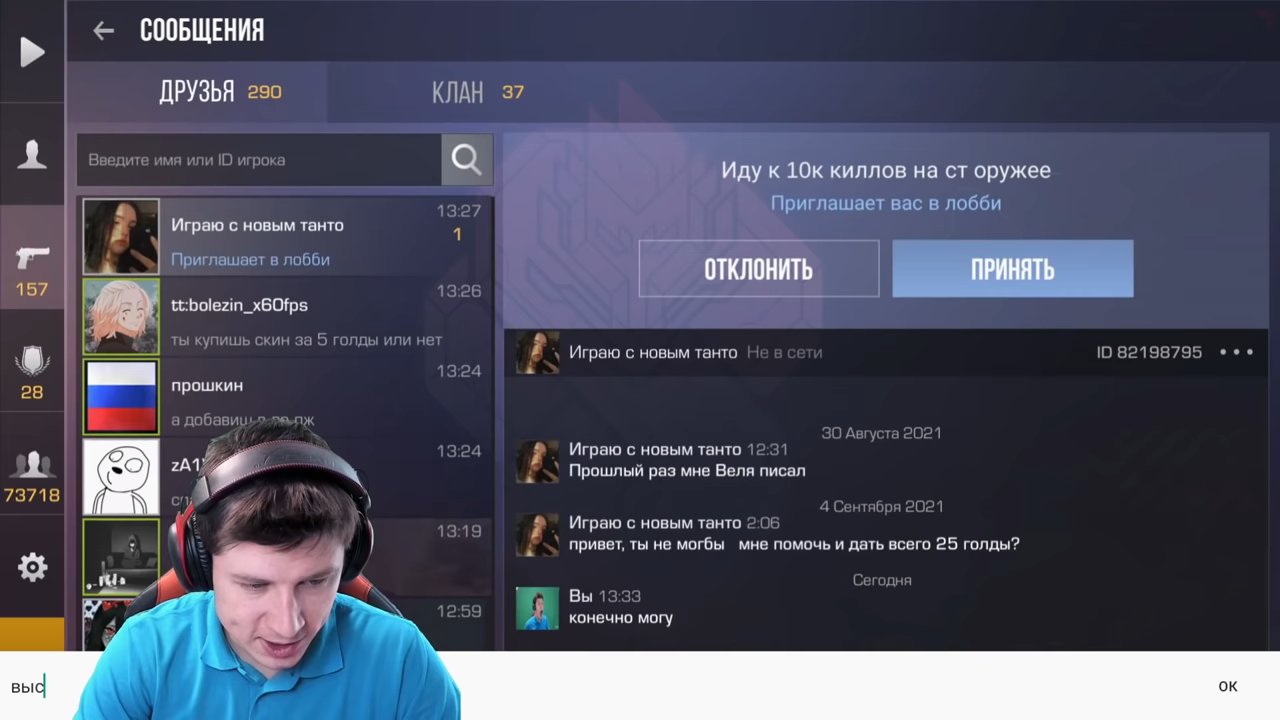 СООБЩЕНИЯ
ДРУЗЬЯ 290
КЛАН 37
Введите имя или ID игрока
Играю с новым танто 13:27
1
Приглашает в лобби
tt:bolezin_x60fps 13:26
ты купишь скин за 5 голды или нет
прошкин 13:24
а добавиш в
13:24
13:19
12:59
157
28
73718
Иду к 10к киллов на ст оружее
Приглашает вас в лобби
ОТКЛОНИТЬ
ПРИНЯТЬ
Играю с новым танто Не в сети ID 82198795
30 Августа 2021
Играю с новым танто 12:31
Прошлый раз мне Веля писал
4 Сентября 2021
Играю с новым танто 2:06
привет, ты не могбы мне помочь и дать всего 25 голды?
Сегодня
Вы 13:33
конечно могу
выс
ОК